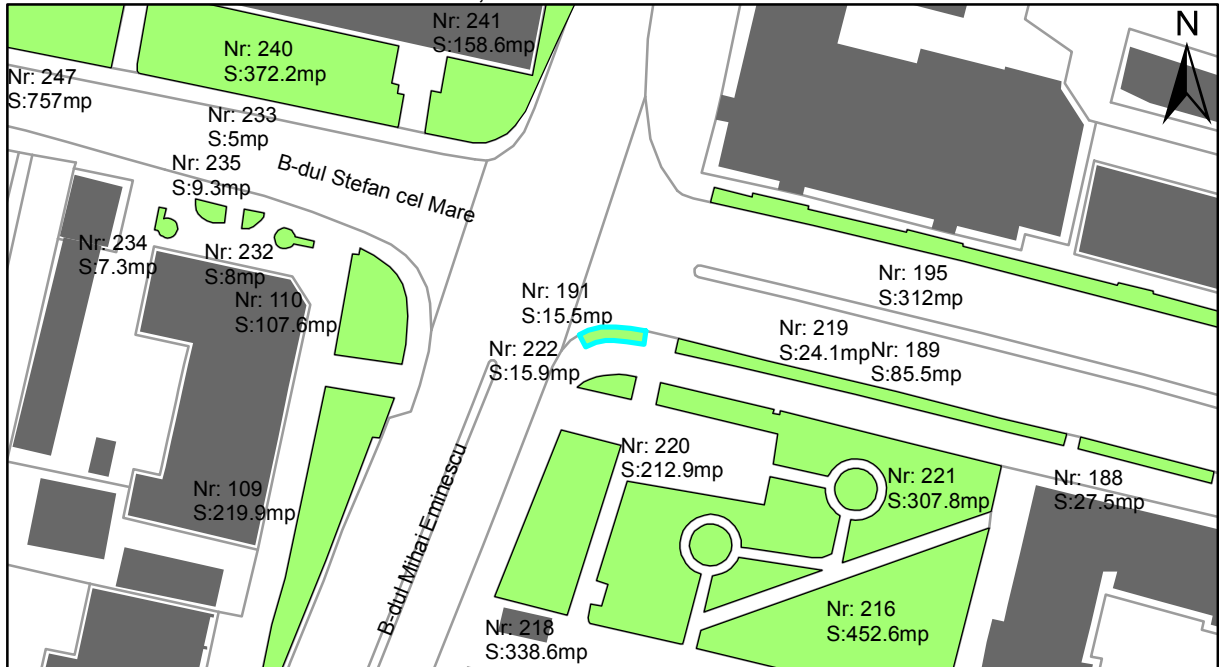 Nr: 241
S:158.6mp
N
Nr: 240
S:372.2mp
Nr: 247
S:757mp
Nr: 233
S:5mp
B-dul Stefan cel Mare
Nr: 235
S:9.3mp
Nr: 234
S:7.3mp
Nr: 232
S:8mp
Nr: 110
S:107.6mp
Nr: 191
S:15.5mp
Nr: 195
S:312mp
Nr: 219
S:24.1mp
Nr: 189
S:85.5mp
Nr: 222
S:15.9mp
Nr: 220
S:212.9mp
Nr: 221
S:307.8mp
Nr: 188
S:27.5mp
Nr: 109
S:219.9mp
B-dul Mihai Eminescu
Nr: 218
S:338.6mp
Nr: 216
S:452.6mp